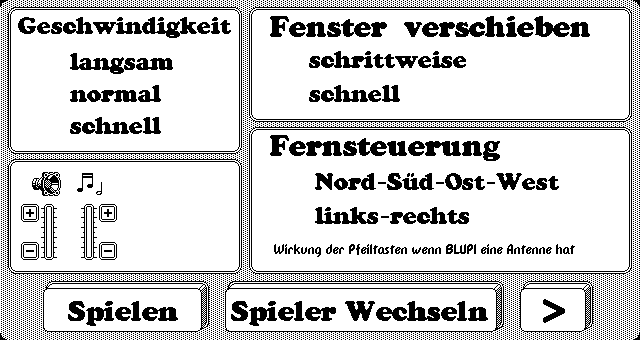 Geschwindigkeit
langsam
normal
schnell
Fenster verschieben
schrittweise
schnell
Fernsteuerung
Nord-Süd-Ost-West
links-rechts
Wirkung der Pfeiltasten wenn BLUPI eine Antenne hat
+ +
- -
Spielen
Spieler Wechseln
>